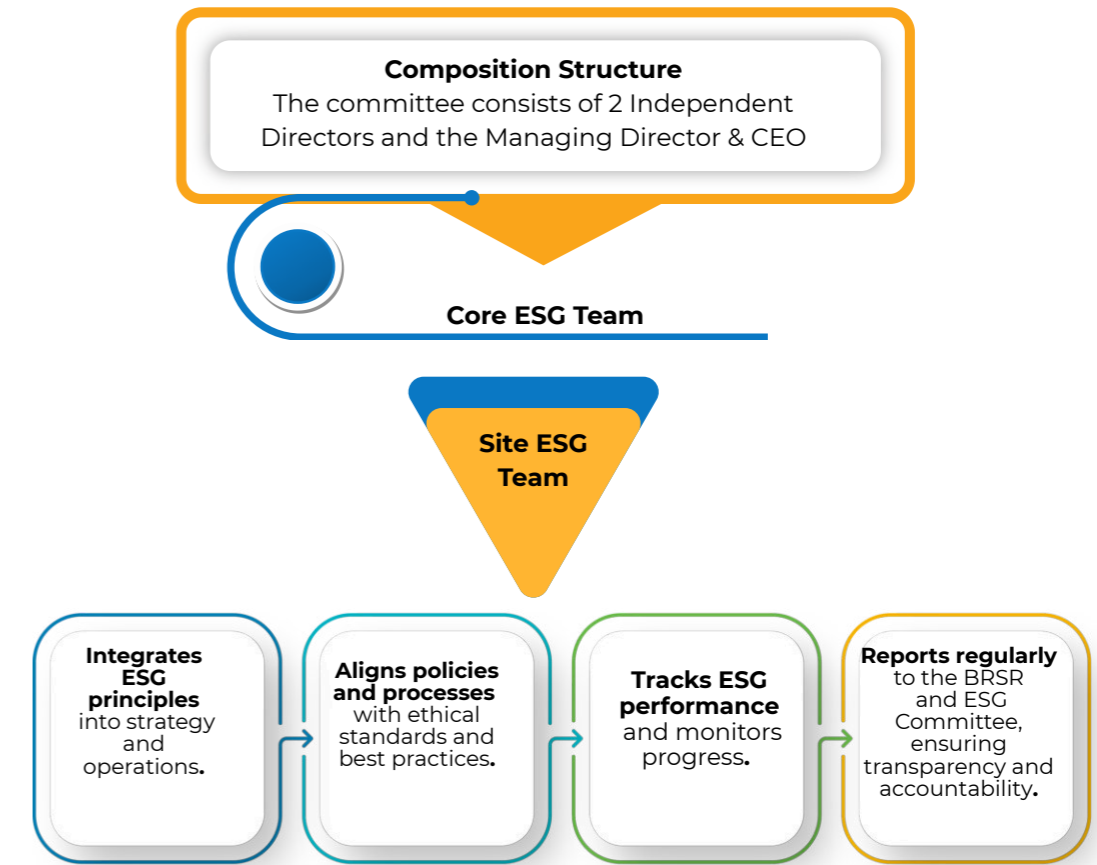 Composition Structure
The committee consists of 2 Independent
Directors and the Managing Director & CEO
Core ESG Team
Site ESG
Team
Integrates
ESG
principles
into strategy
and
operations.
Aligns policies
and processes
with ethical
standards and
best practices.
Tracks ESG
performance
and monitors
progress.
Reports regularly
to the BRSR
and ESG
Committee,
ensuring
transparency and
accountability.